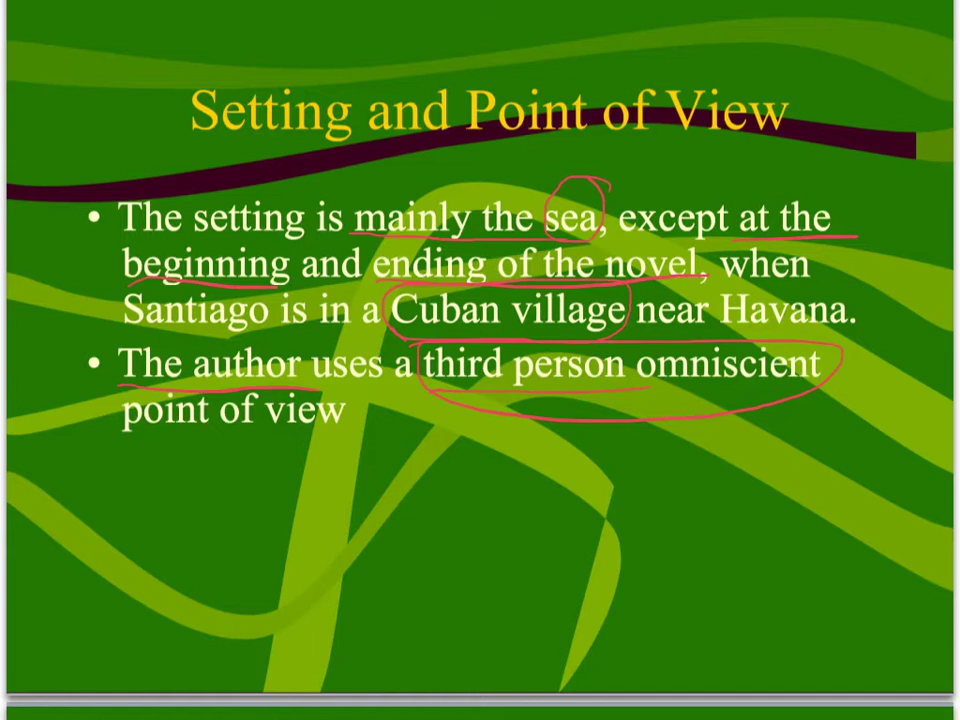 Setting and Point of View
• The setting is mainly the sea, except at the
beginning and ending of the novel, when
Santiago is in a Cuban village near Havana.
• The author uses a third person omniscient
point of view